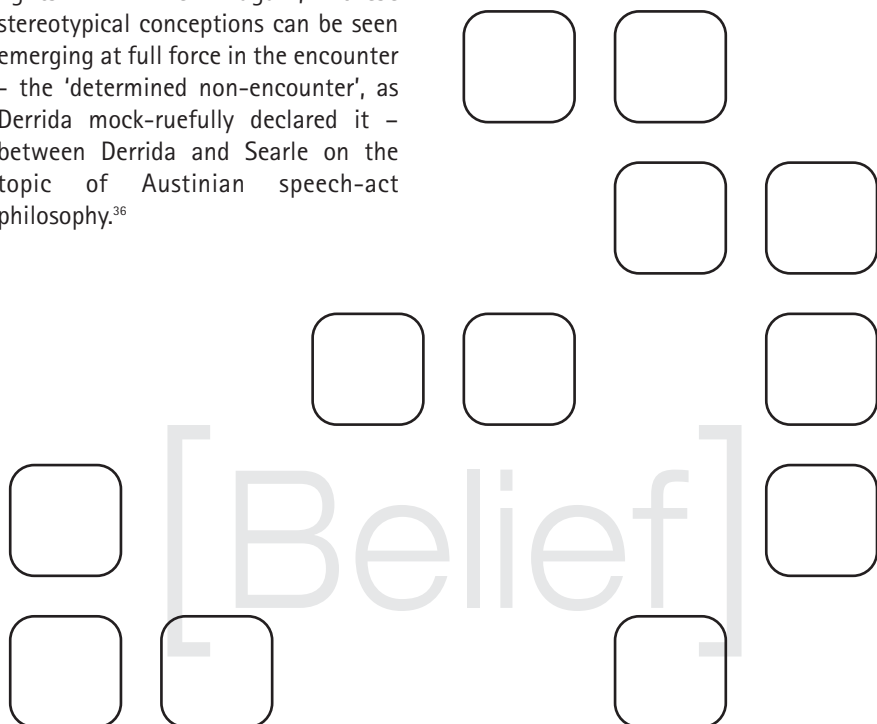 stereotypical conceptions can be seen
emerging at full force in the encounter
– the ‘determined non-encounter’, as
Derrida mock-ruefully declared it –
between Derrida and Searle on the
topic of Austinian speech-act
philosophy.36
[Belief]